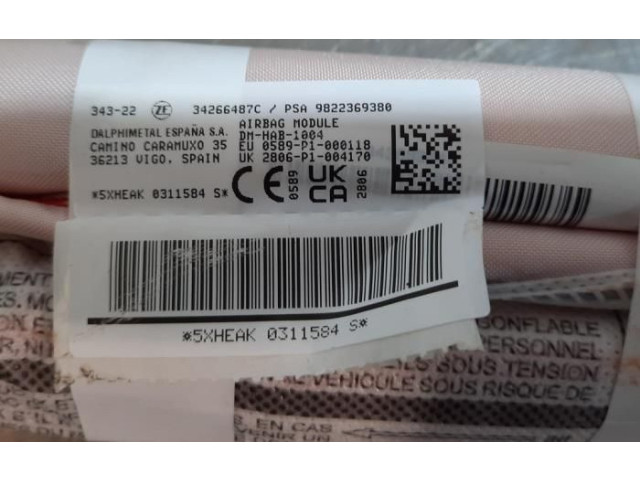 343-22 ZF 34266487C / PSA 9822369380
AIRBAG MODULE
DALPHIMETAL ESPAÑA S.A. DM-HAB-1004
CAMINO CARAMUXO 35 EU 0589-P1-000118
36213 VIGO, SPAIN UK 2806-P1-004170
*5XHEAK 0311584 S* CE 0589 UK CA 2806
*5XHEAK 0311584 S*
GONFLABLE
PERSONNEL
SOUS TENSION
VÉHICULE SOUS RISQUE DE
EN CAS